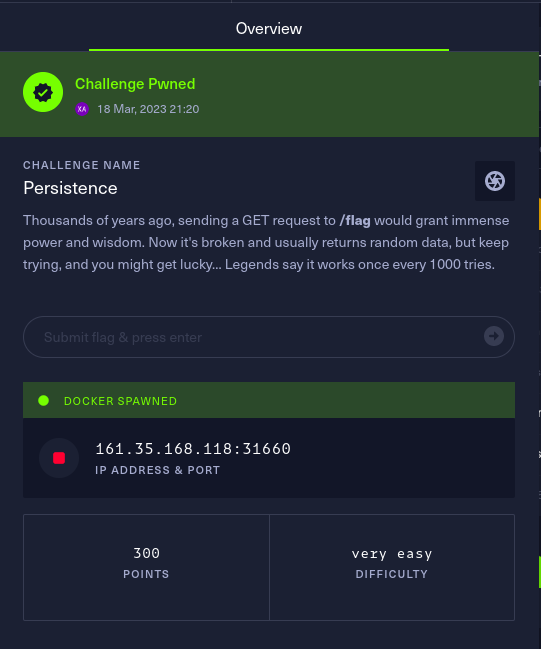 Overview
Challenge Pwned
XA 18 Mar, 2023 21:20
CHALLENGE NAME
Persistence
Thousands of years ago, sending a GET request to /flag would grant immense
power and wisdom. Now it's broken and usually returns random data, but keep
trying, and you might get lucky... Legends say it works once every 1000 tries.
Submit flag & press enter
DOCKER SPAWNED
161.35.168.118:31660
IP ADDRESS & PORT
300 very easy
POINTS DIFFICULTY